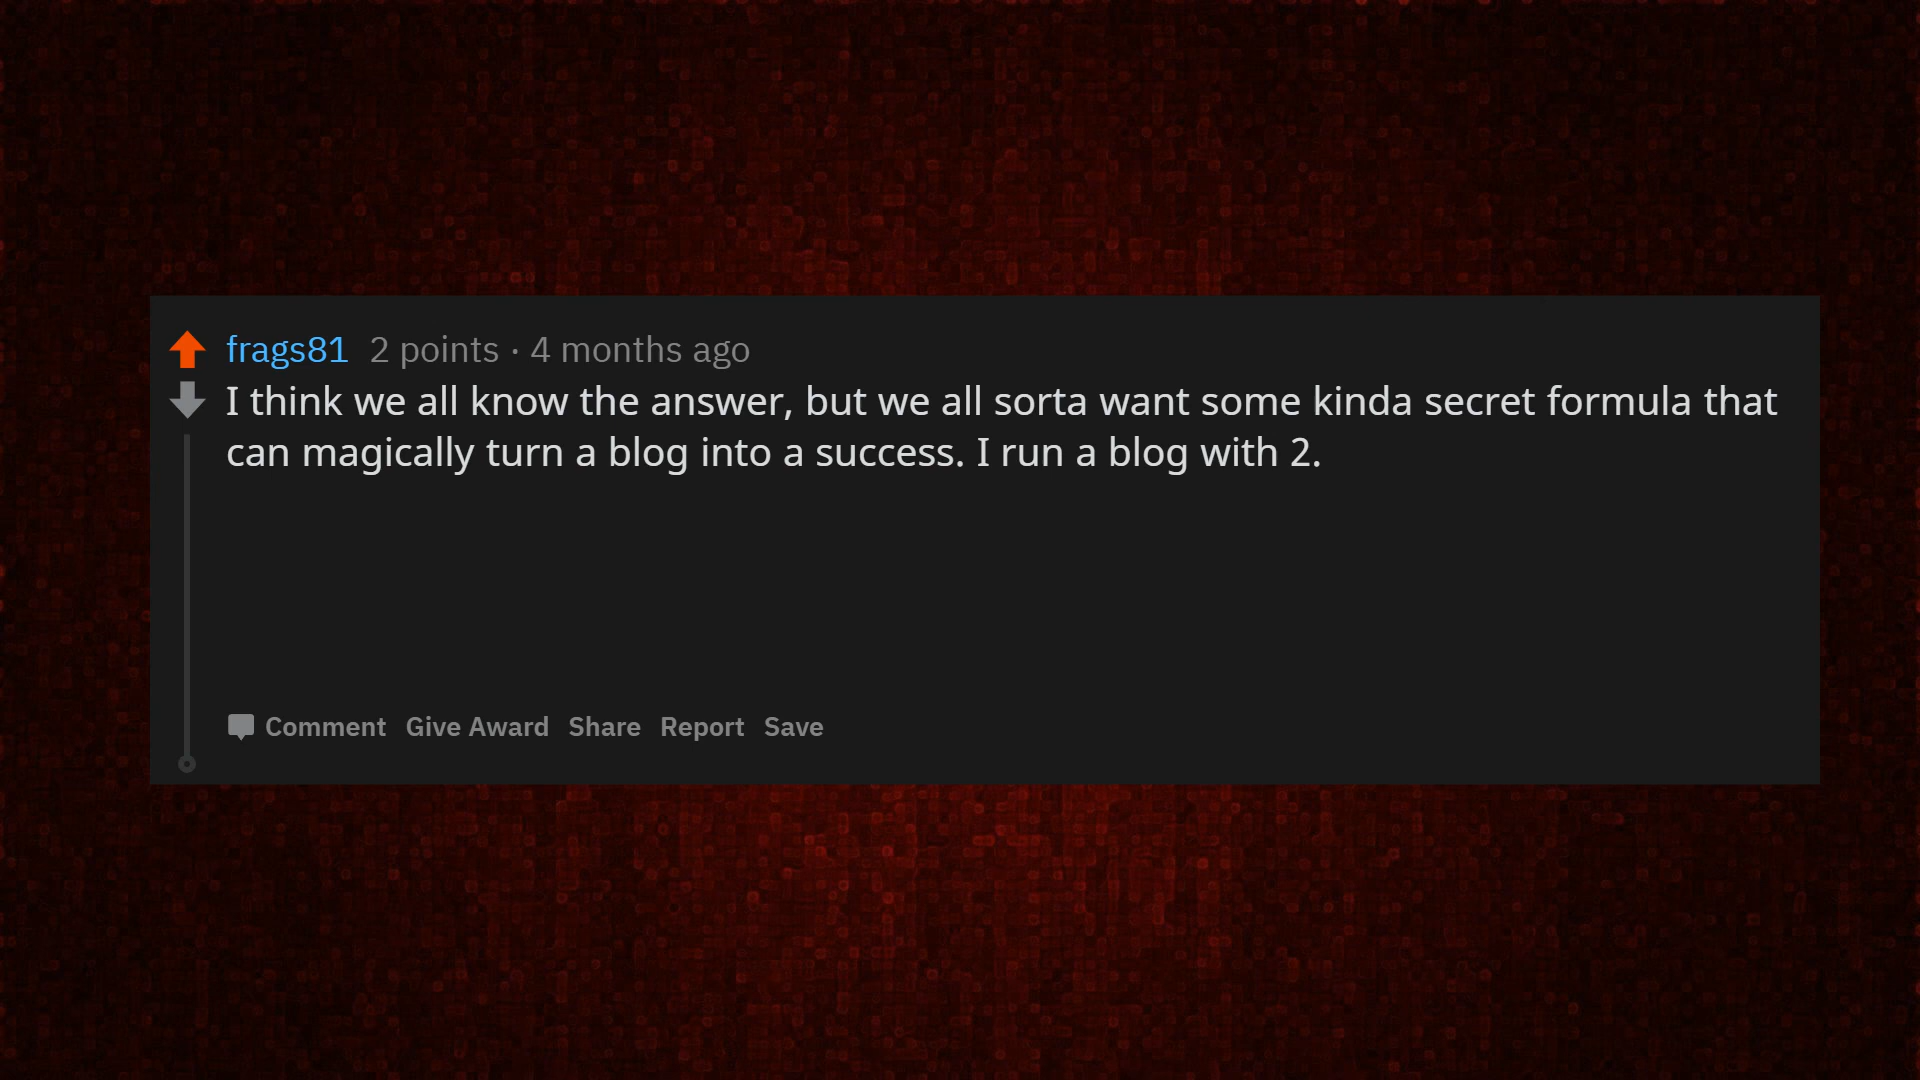 frags81 2 points · 4 months ago
I think we all know the answer, but we all sorta want some kinda secret formula that
can magically turn a blog into a success. I run a blog with 2.
Comment Give Award Share Report Save